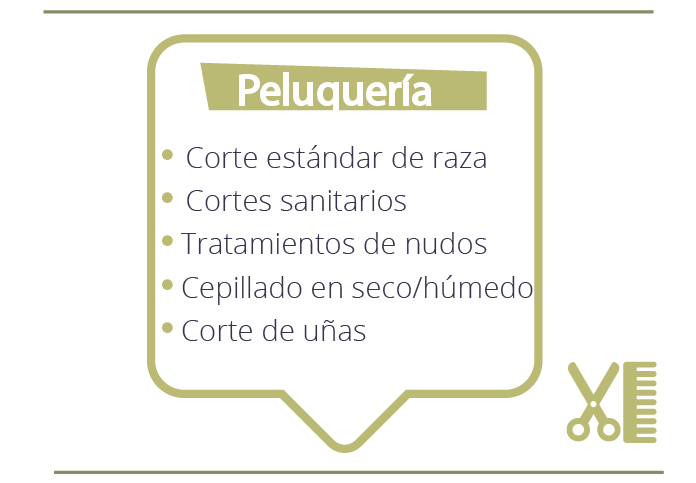 Peluquería
• Corte estándar de raza
• Cortes sanitarios
• Tratamientos de nudos
• Cepillado en seco/húmedo
• Corte de uñas